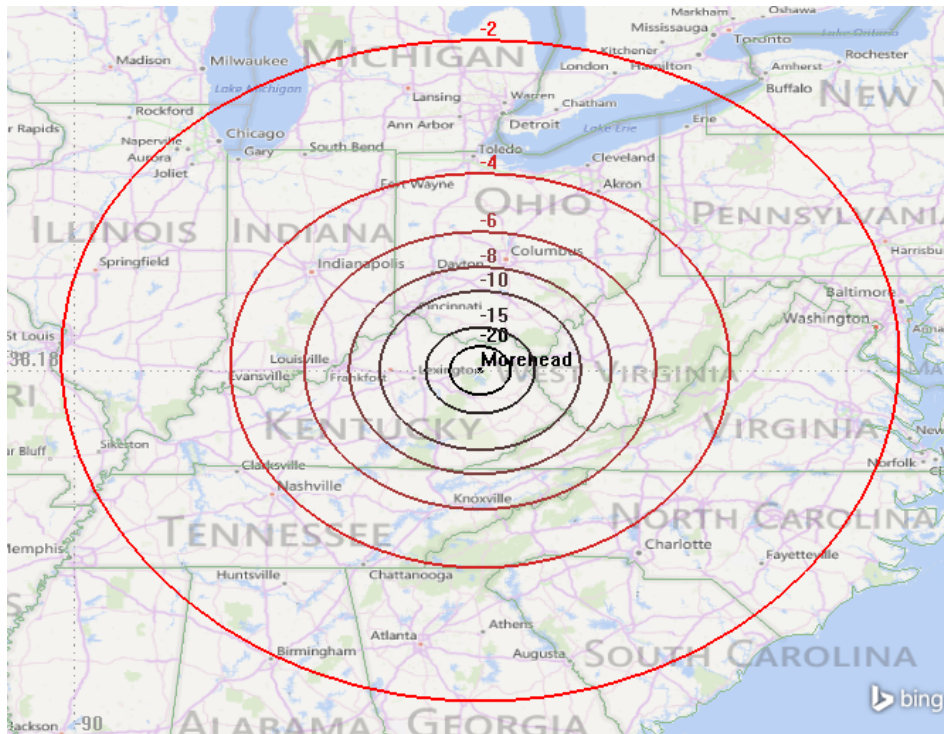 -2
Markham
Oshawa
Mississauga
Toronto
Lake Ontario
Madison
Milwaukee
MICHIGAN
Kitchener
Hamilton
Rochester
London
Amherst
Buffalo
Lake Michigan
Lansing
Warren
Chatham
NEW
Rockford
Ann Arbor
Detroit
Lake Erie
Erie
er Rapids
Chicago
Naperville
Aurora
Gary
South Bend
Toledo
Cleveland
Joliet
-4
Fort Wayne
Akron
OHIO
PENNSYLVANIA
ILLINOIS
INDIANA
-6
Columbus
Harrisburg
Springfield
Indianapolis
-8
Dayton
-10
Cincinnati
Baltimore
-15
Washington
St Louis
-20
38.18
Louisville
Morehead
Evansville
Frankfort
Lexington
WEST VIRGINIA
KENTUCKY
VIRGINIA
Sikeston
ar Bluff
Clarksville
Norfolk
Nashville
Knoxville
TENNESSEE
NORTH CAROLINA
Memphis
Charlotte
Fayetteville
Huntsville
Chattanooga
Atlanta
Athens
Birmingham
Augusta
SOUTH CAROLINA
bing
-90
Jackson
ALABAMA
GEORGIA